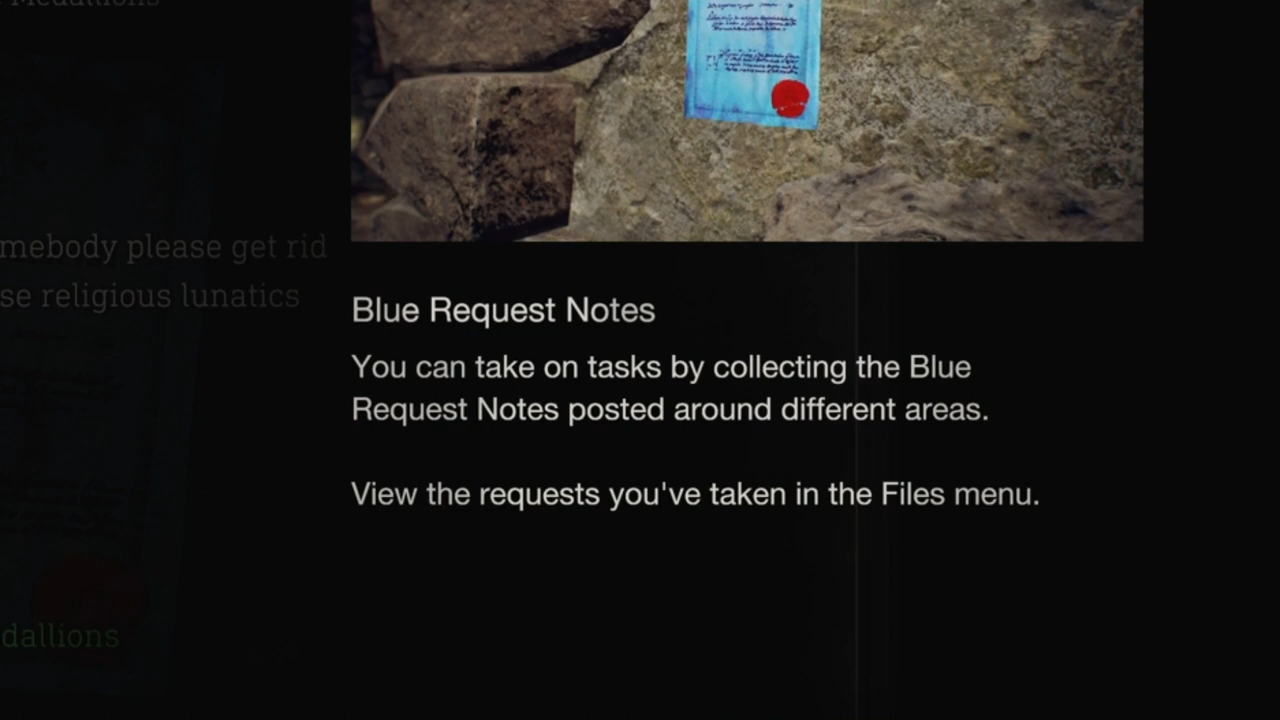 Medallions
mebody please get rid
se religious lunatics
Blue Request Notes
You can take on tasks by collecting the Blue
Request Notes posted around different areas.
View the requests you've taken in the Files menu.
dallions